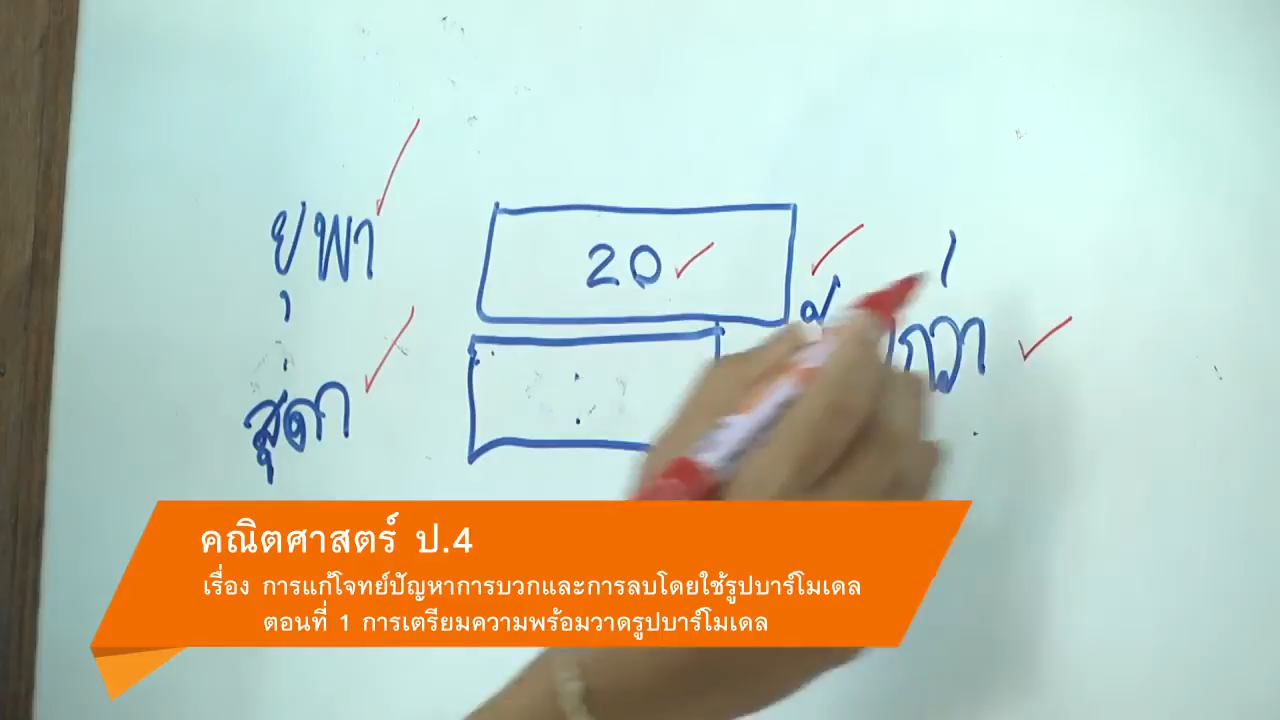 ยุพา
20
กว่า
สุดา
คณิตศาสตร์ ป.4
เรื่อง การแก้โจทย์ปัญหาการบวกและการลบโดยใช้รูปบาร์โมเดล
ตอนที่ 1 การเตรียมความพร้อมวาดรูปบาร์โมเดล